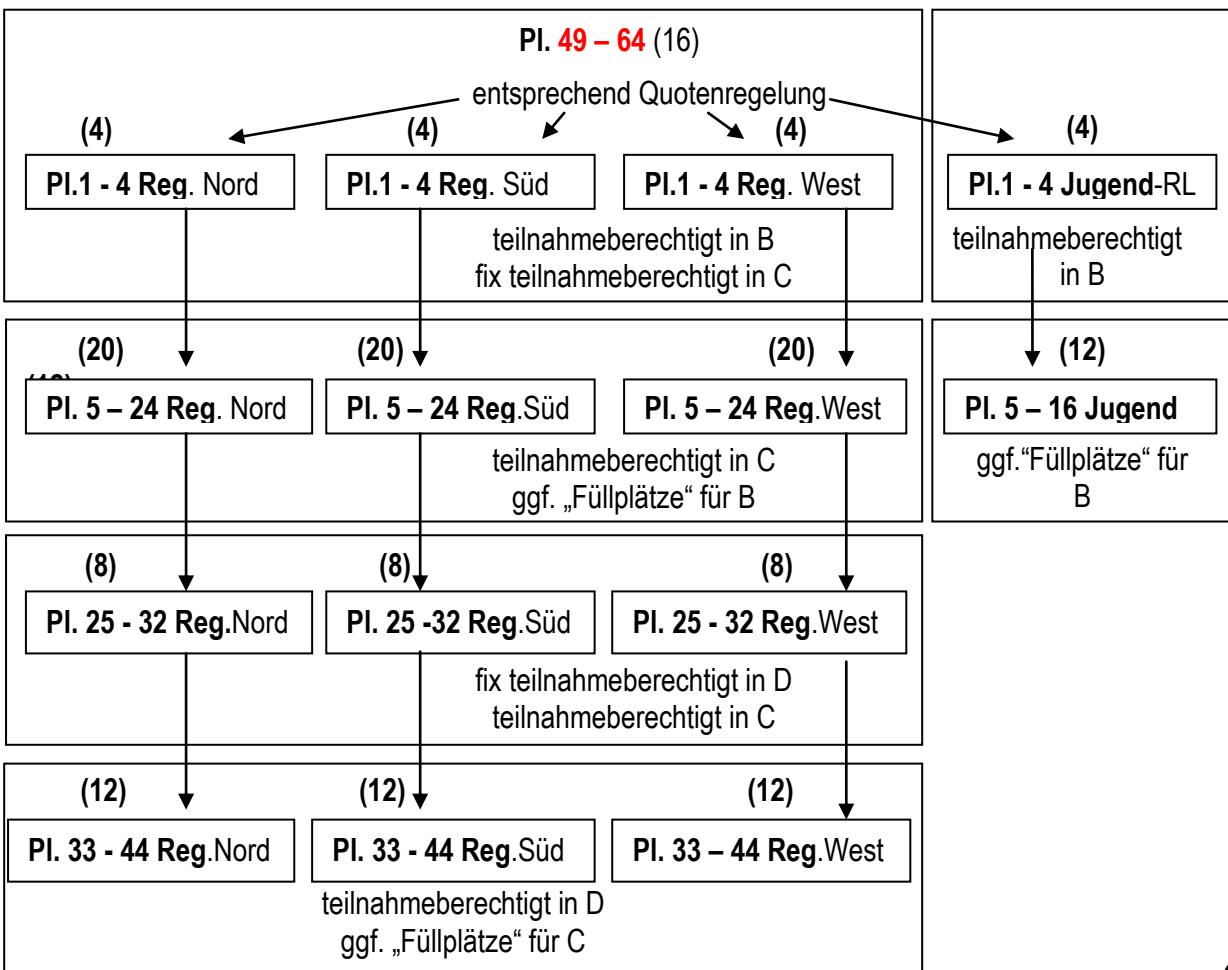 Pl. 49 – 64 (16)
entsprechend Quotenregelung
(4) (4) (4) (4)
Pl.1 - 4 Reg. Nord Pl.1 - 4 Reg. Süd Pl.1 - 4 Reg. West Pl.1 - 4 Jugend-RL
teilnahmeberechtigt in B
fix teilnahmeberechtigt in C
teilnahmeberechtigt
in B
(20) (20) (20) (12)
Pl. 5 – 24 Reg. Nord Pl. 5 – 24 Reg.Süd Pl. 5 – 24 Reg.West Pl. 5 – 16 Jugend
teilnahmeberechtigt in C
ggf. „Füllplätze“ für B
ggf.“Füllplätze“ für
B
(8) (8) (8)
Pl. 25 - 32 Reg.Nord Pl. 25 -32 Reg.Süd Pl. 25 - 32 Reg.West
fix teilnahmeberechtigt in D
teilnahmeberechtigt in C
(12) (12) (12)
Pl. 33 - 44 Reg.Nord Pl. 33 - 44 Reg.Süd Pl. 33 – 44 Reg.West
teilnahmeberechtigt in D
ggf. „Füllplätze“ für C